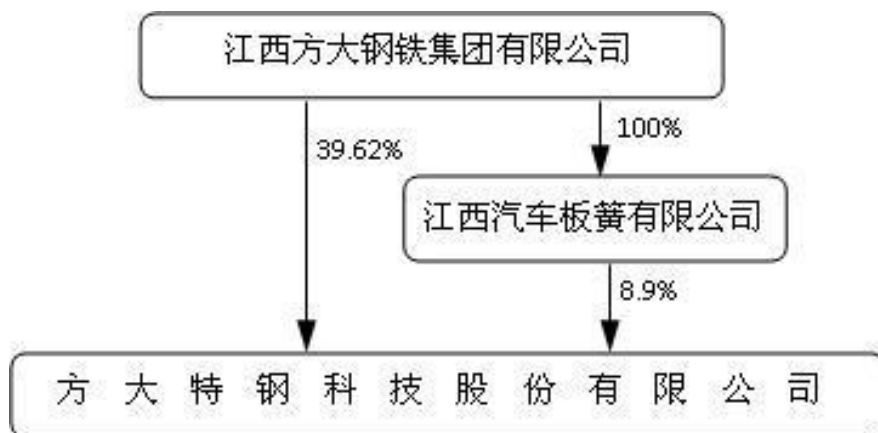 江西方大钢铁集团有限公司
39.62%
100%
江西汽车板簧有限公司
8.9%
方大特钢科技股份有限公司